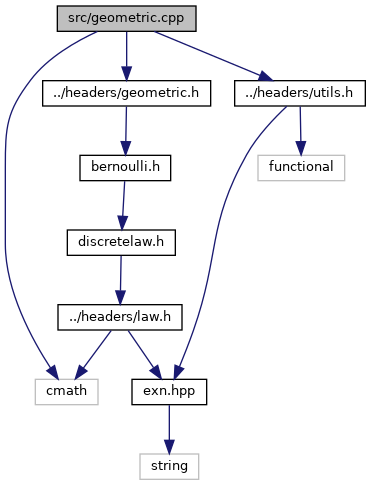 src/geometric.cpp
../headers/geometric.h
../headers/utils.h
bernoulli.h
functional
discretelaw.h
../headers/law.h
cmath
exn.hpp
string